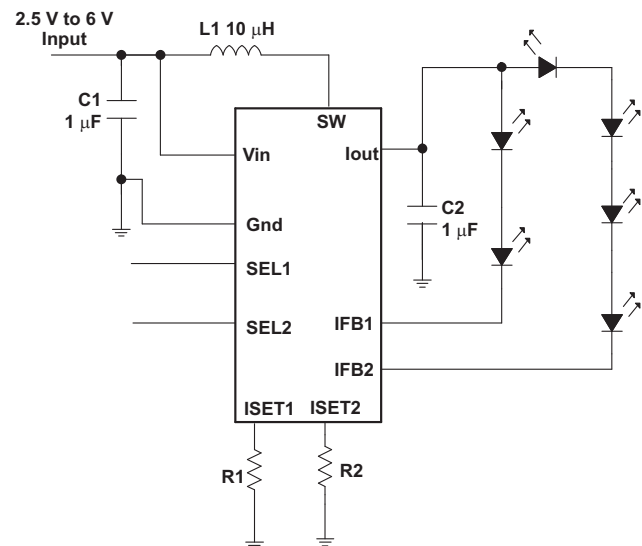 2.5 V to 6 V
Input
L1 10 μH
C1
1 μF
SW
Vin
Iout
C2
1 μF
Gnd
SEL1
SEL2
IFB1
IFB2
ISET1
ISET2
R1
R2